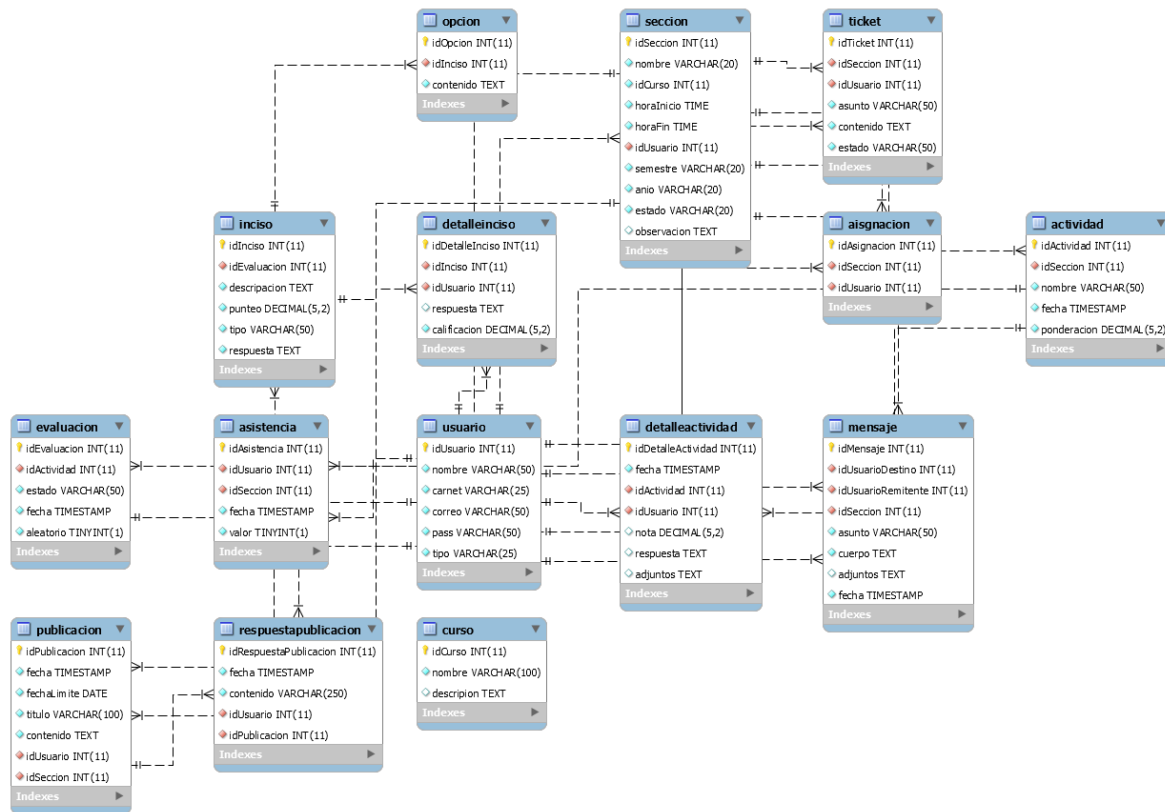 opcion
idOpcion INT(11)
idInciso INT(11)
contenido TEXT
Indexes
seccion
idSeccion INT(11)
nombre VARCHAR(20)
idCurso INT(11)
horaInicio TIME
horaFin TIME
idUsuario INT(11)
semestre VARCHAR(20)
anio VARCHAR(20)
estado VARCHAR(20)
observacion TEXT
Indexes
ticket
idTicket INT(11)
idSeccion INT(11)
idUsuario INT(11)
asunto VARCHAR(50)
contenido TEXT
estado VARCHAR(50)
Indexes
inciso
idInciso INT(11)
idEvaluacion INT(11)
descripacion TEXT
punteo DECIMAL(5,2)
tipo VARCHAR(50)
respuesta TEXT
Indexes
detalleinciso
idDetalleInciso INT(11)
idInciso INT(11)
idUsuario INT(11)
respuesta TEXT
calificacion DECIMAL(5,2)
Indexes
aisgnacion
idAsignacion INT(11)
idSeccion INT(11)
idUsuario INT(11)
Indexes
actividad
idActividad INT(11)
idSeccion INT(11)
nombre VARCHAR(50)
fecha TIMESTAMP
ponderacion DECIMAL(5,2)
Indexes
evaluacion
idEvaluacion INT(11)
idActividad INT(11)
estado VARCHAR(50)
fecha TIMESTAMP
aleatorio TINYINT(1)
Indexes
asistencia
idAsistencia INT(11)
idUsuario INT(11)
idSeccion INT(11)
fecha TIMESTAMP
valor TINYINT(1)
Indexes
usuario
idUsuario INT(11)
nombre VARCHAR(50)
carnet VARCHAR(25)
correo VARCHAR(50)
pass VARCHAR(50)
tipo VARCHAR(25)
Indexes
detalleactividad
idDetalleActividad INT(11)
fecha TIMESTAMP
idActividad INT(11)
idUsuario INT(11)
nota DECIMAL(5,2)
respuesta TEXT
adjuntos TEXT
Indexes
mensaje
idMensaje INT(11)
idUsuarioDestino INT(11)
idUsuarioRemitente INT(11)
idSeccion INT(11)
asunto VARCHAR(50)
cuerpo TEXT
adjuntos TEXT
fecha TIMESTAMP
Indexes
publicacion
idPublicacion INT(11)
fecha TIMESTAMP
fechaLimite DATE
titulo VARCHAR(100)
contenido TEXT
idUsuario INT(11)
idSeccion INT(11)
Indexes
respuestapublicacion
idRespuestaPublicacion INT(11)
fecha TIMESTAMP
contenido VARCHAR(250)
idUsuario INT(11)
idPublicacion INT(11)
Indexes
curso
idCurso INT(11)
nombre VARCHAR(100)
descripion TEXT
Indexes